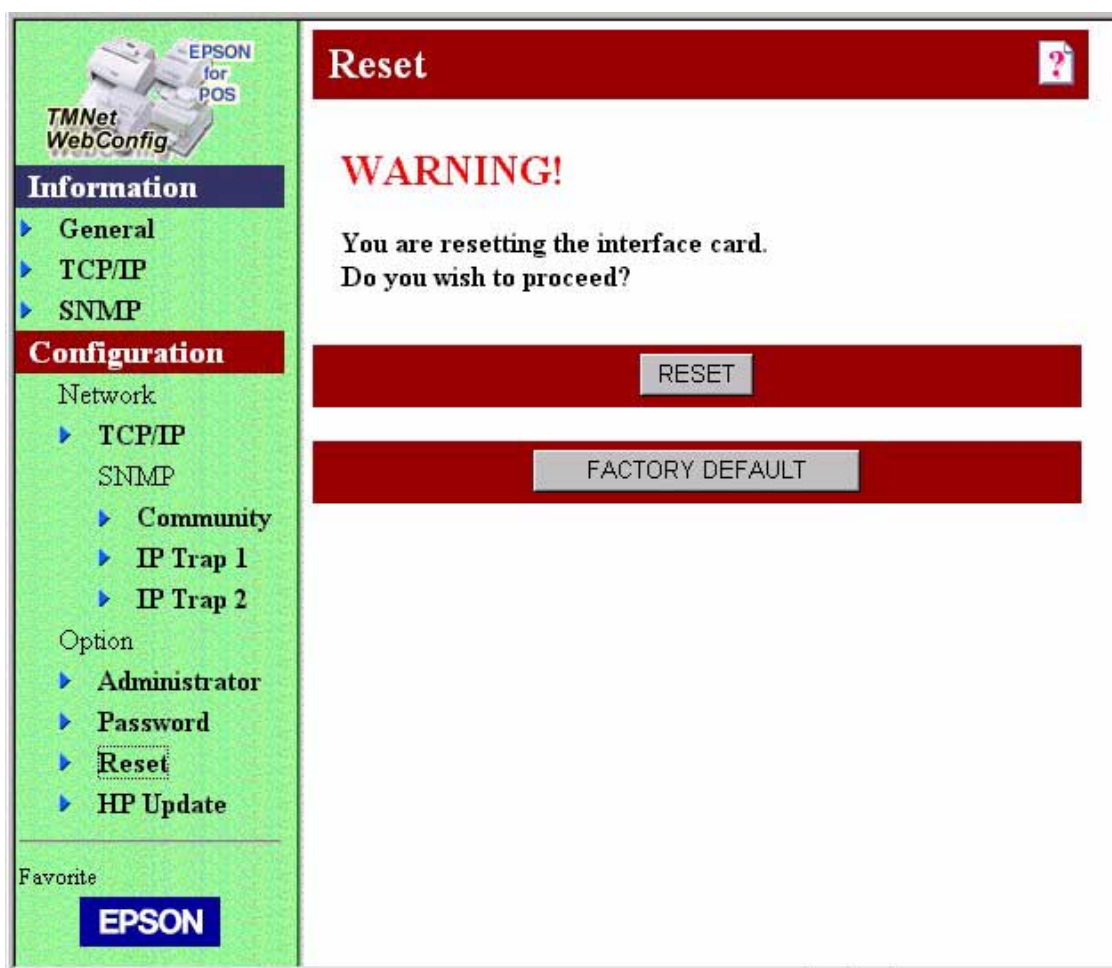 EPSON
for
POS
TMNet
WebConfig
Information
General
TCP/IP
SNMP
Configuration
Network
TCP/IP
SNMP
Community
IP Trap 1
IP Trap 2
Option
Administrator
Password
Reset
HP Update
Favorite
EPSON
Reset
?
WARNING!
You are resetting the interface card.
Do you wish to proceed?
RESET
FACTORY DEFAULT